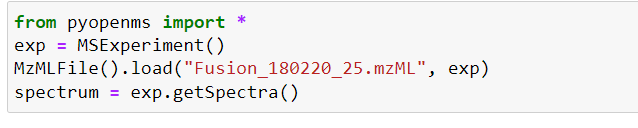 from pyopenms import *
exp = MSExperiment()
MzMLFile().load("Fusion_180220_25.mzML", exp)
spectrum = exp.getSpectra()